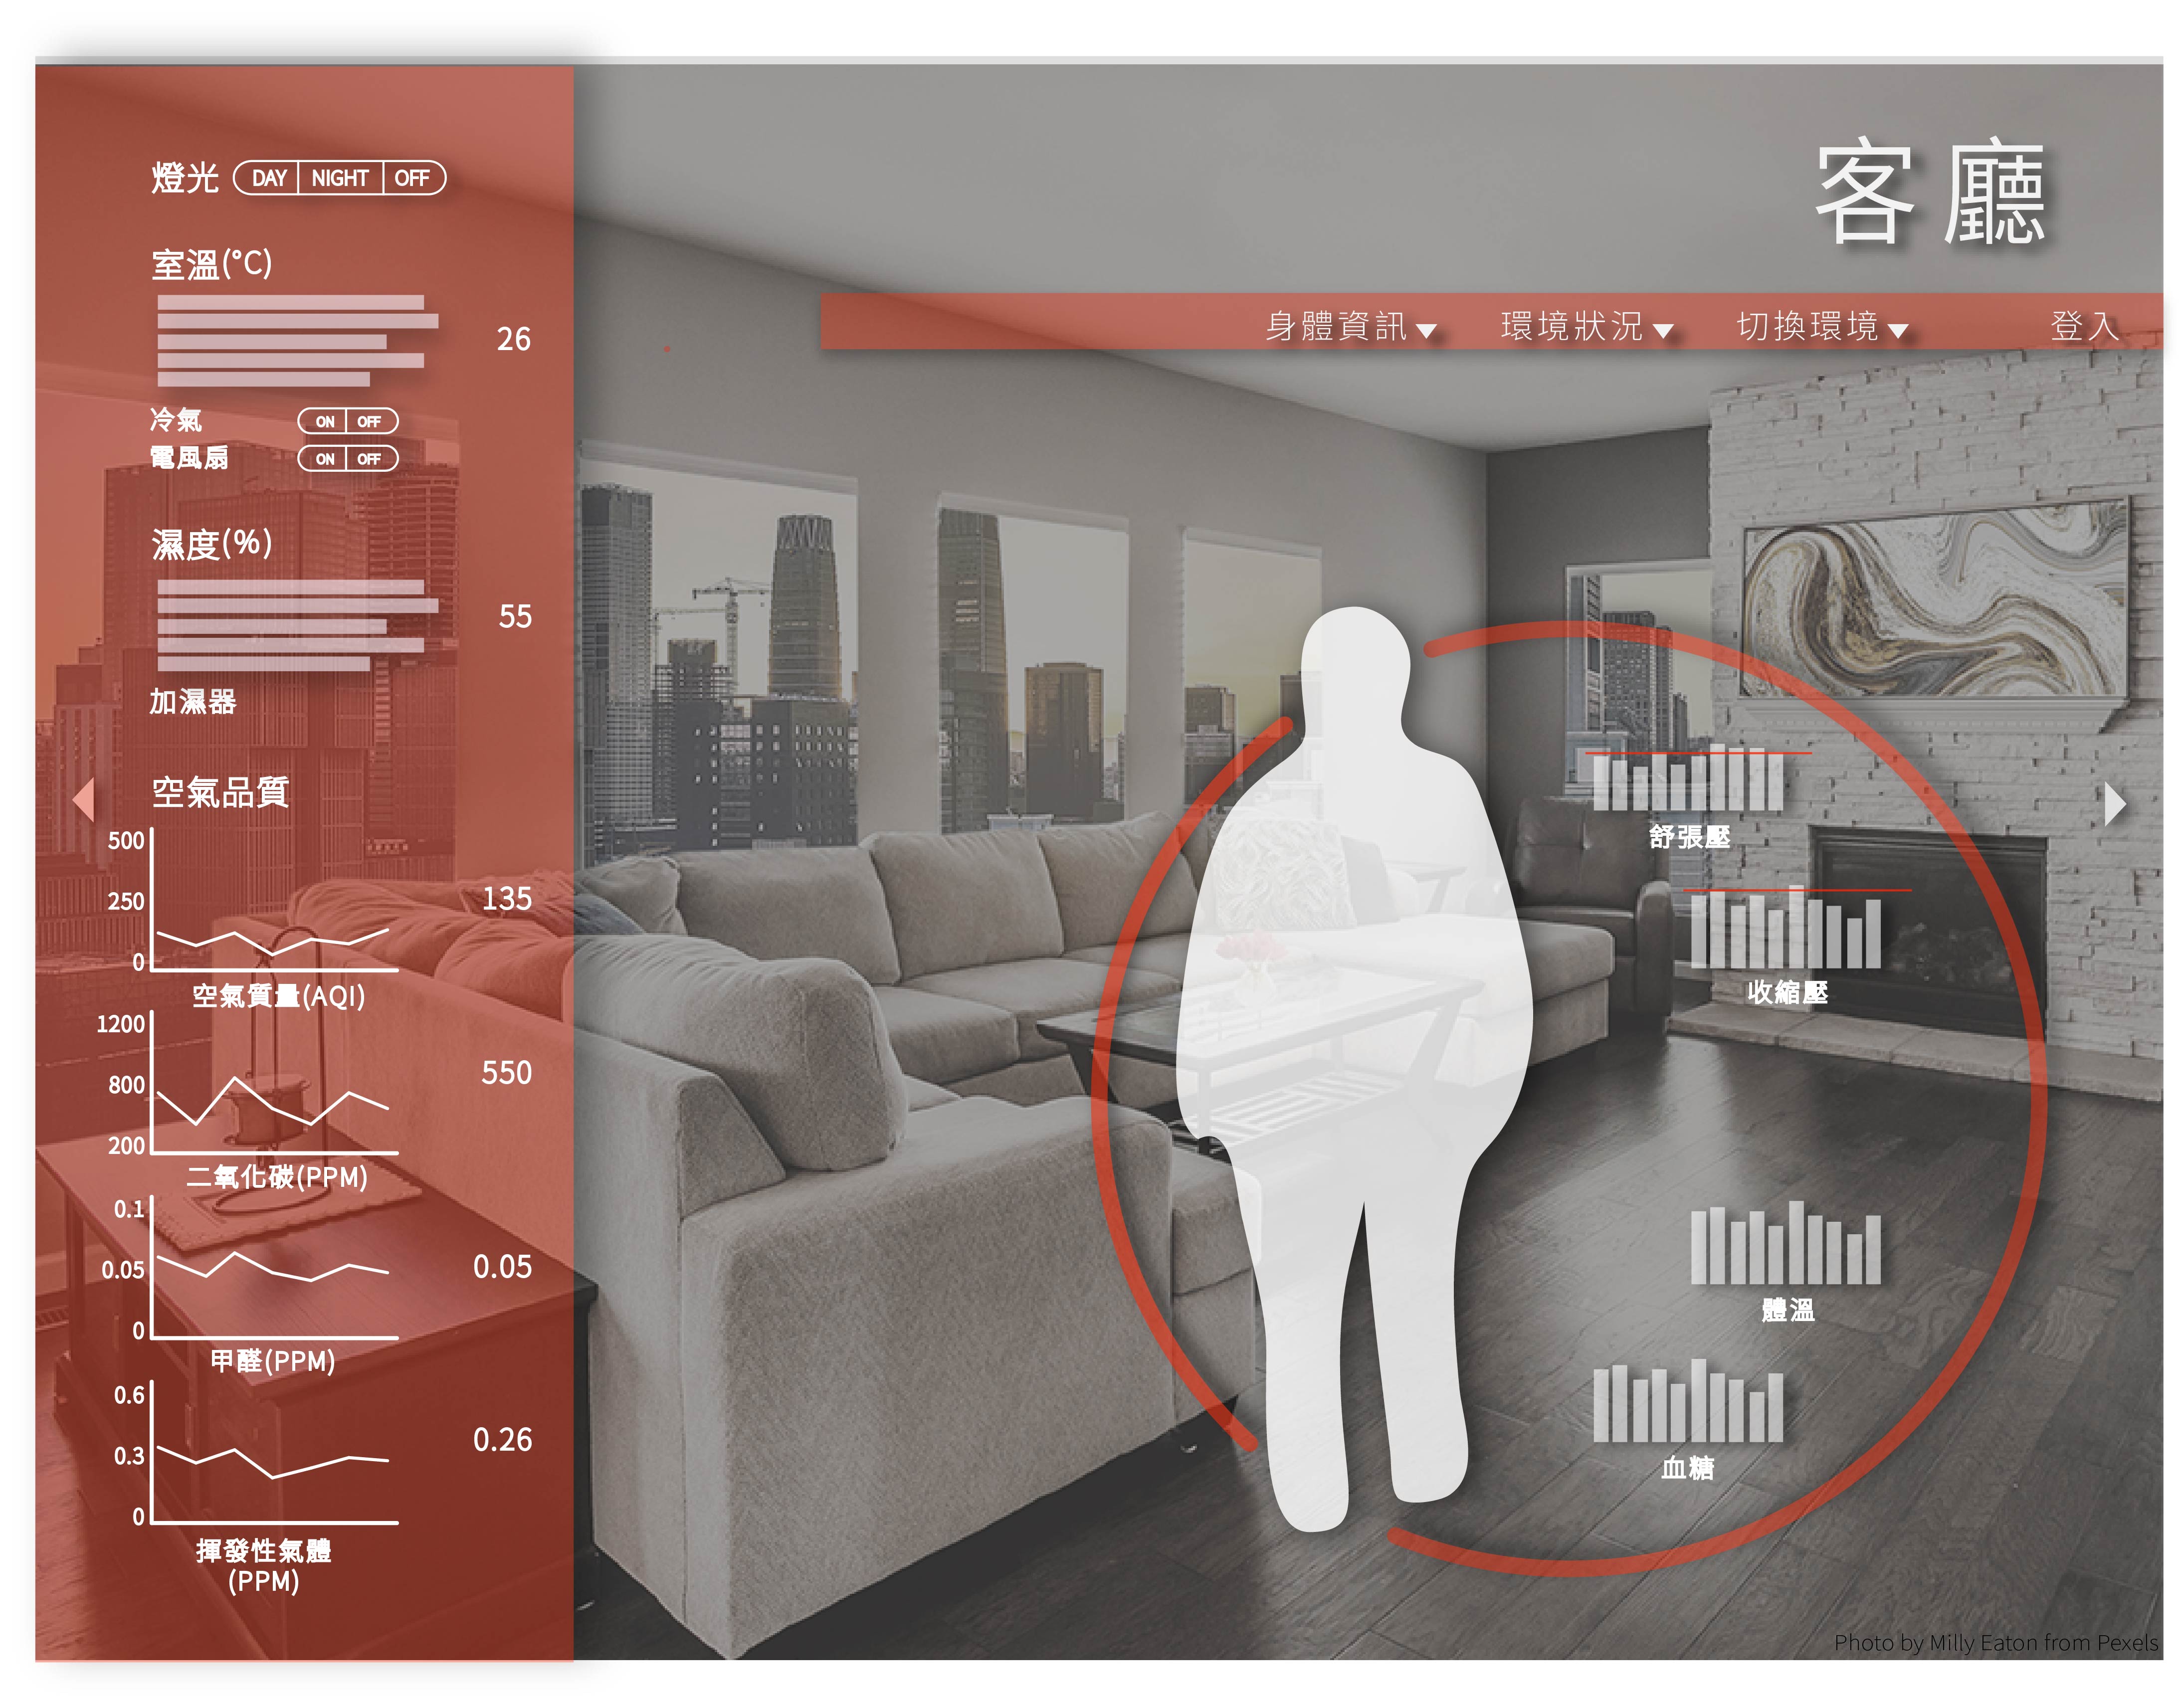 客廳
身體資訊 環境狀況 切換環境 登入
燈光 DAY NIGHT OFF
室溫(°C)
26
冷氣 ON OFF
電風扇 ON OFF
濕度(%)
55
加濕器
空氣品質
500
250
0
135
空氣質量(AQI)
1200
800
200
550
二氧化碳(PPM)
0.1
0.05
0
0.05
甲醛(PPM)
0.6
0.3
0
0.26
揮發性氣體
(PPM)
舒張壓
收縮壓
體溫
血糖
Photo by Milly Eaton from Pexels